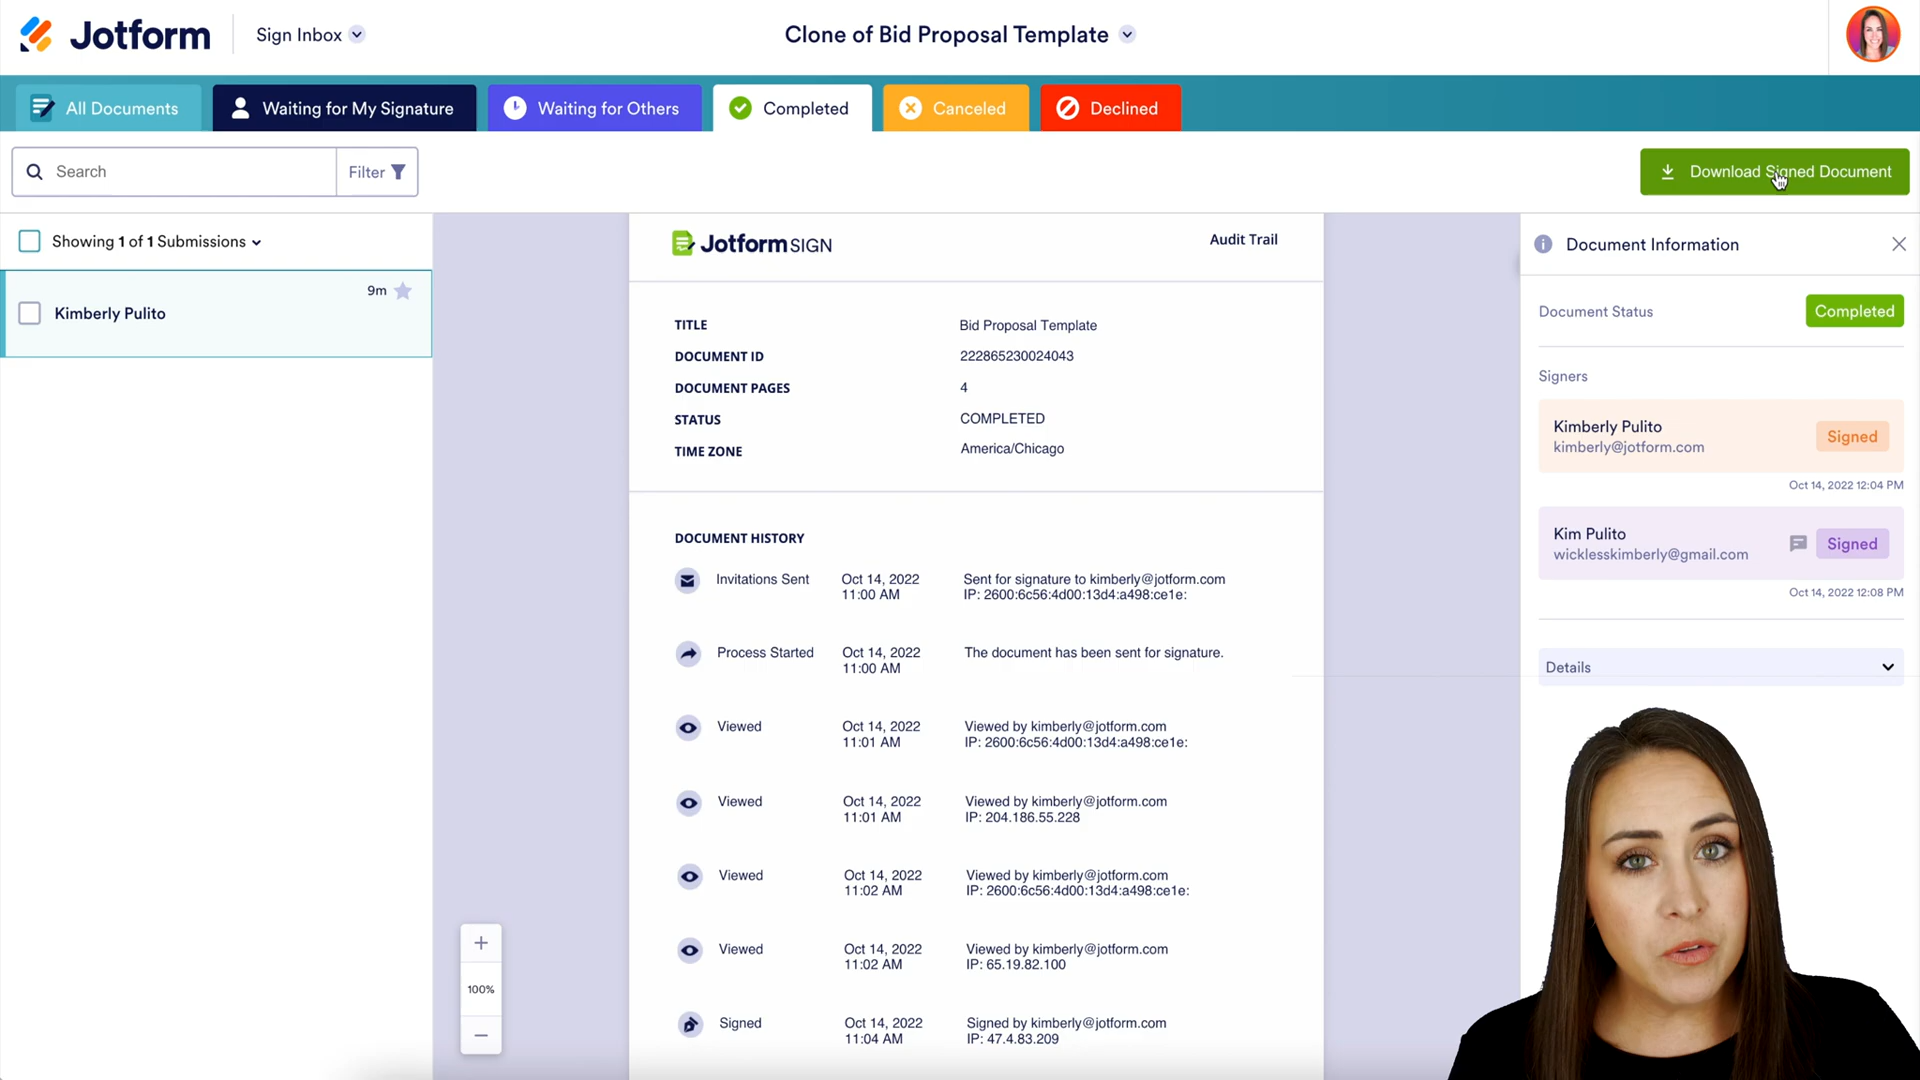 Jotform
Sign Inbox
Clone of Bid Proposal Template
All Documents
Waiting for My Signature
Waiting for Others
Completed
Canceled
Declined
Search
Filter
Download Signed Document
Showing 1 of 1 Submissions
9m
Kimberly Pulito
Jotform SIGN
Audit Trail
TITLE Bid Proposal Template
DOCUMENT ID 222865230024043
DOCUMENT PAGES 4
STATUS COMPLETED
TIME ZONE America/Chicago
DOCUMENT HISTORY
Invitations Sent Oct 14, 2022 Sent for signature to kimberly@jotform.com
11:00 AM IP: 2600:6c56:4d00:13d4:a498:ce1e:
Process Started Oct 14, 2022 The document has been sent for signature.
11:00 AM
Viewed Oct 14, 2022 Viewed by kimberly@jotform.com
11:01 AM IP: 2600:6c56:4d00:13d4:a498:ce1e:
Viewed Oct 14, 2022 Viewed by kimberly@jotform.com
11:01 AM IP: 204.186.55.228
Viewed Oct 14, 2022 Viewed by kimberly@jotform.com
11:02 AM IP: 2600:6c56:4d00:13d4:a498:ce1e:
Viewed Oct 14, 2022 Viewed by kimberly@jotform.com
11:02 AM IP: 65.19.82.100
Signed Oct 14, 2022 Signed by kimberly@jotform.com
11:04 AM IP: 47.4.83.209
100%
Document Information
Document Status Completed
Signers
Kimberly Pulito
kimberly@jotform.com
Signed
Oct 14, 2022 12:04 PM
Kim Pulito
wicklesskimberly@gmail.com
Signed
Oct 14, 2022 12:08 PM
Details